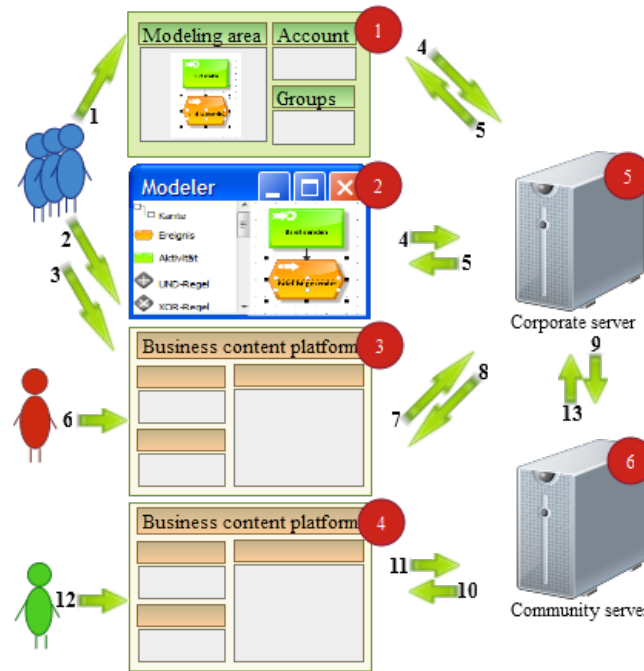 Modeling area
Account
1
4
Groups
1
5
Modeler
2
5
Kante
Ereignis
Aktivität
UND-Regel
XOR-Regel
2
3
4
5
Corporate server
Business content platform
3
9
8
6
7
13
6
Business content platform
4
11
12
10
Community server